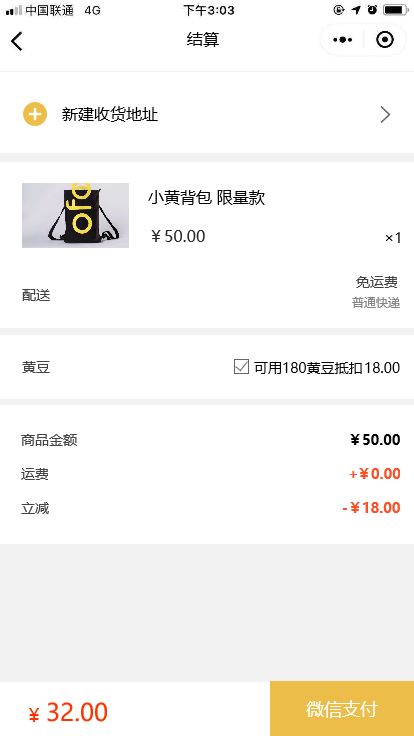 中国联通 4G 下午3:03
结算
新建收货地址
ofo
小黄背包 限量款
￥50.00 ×1
配送 免运费
普通快递
黄豆 可用180黄豆抵扣18.00
商品金额 ￥50.00
运费 +￥0.00
立减 -￥18.00
￥32.00 微信支付